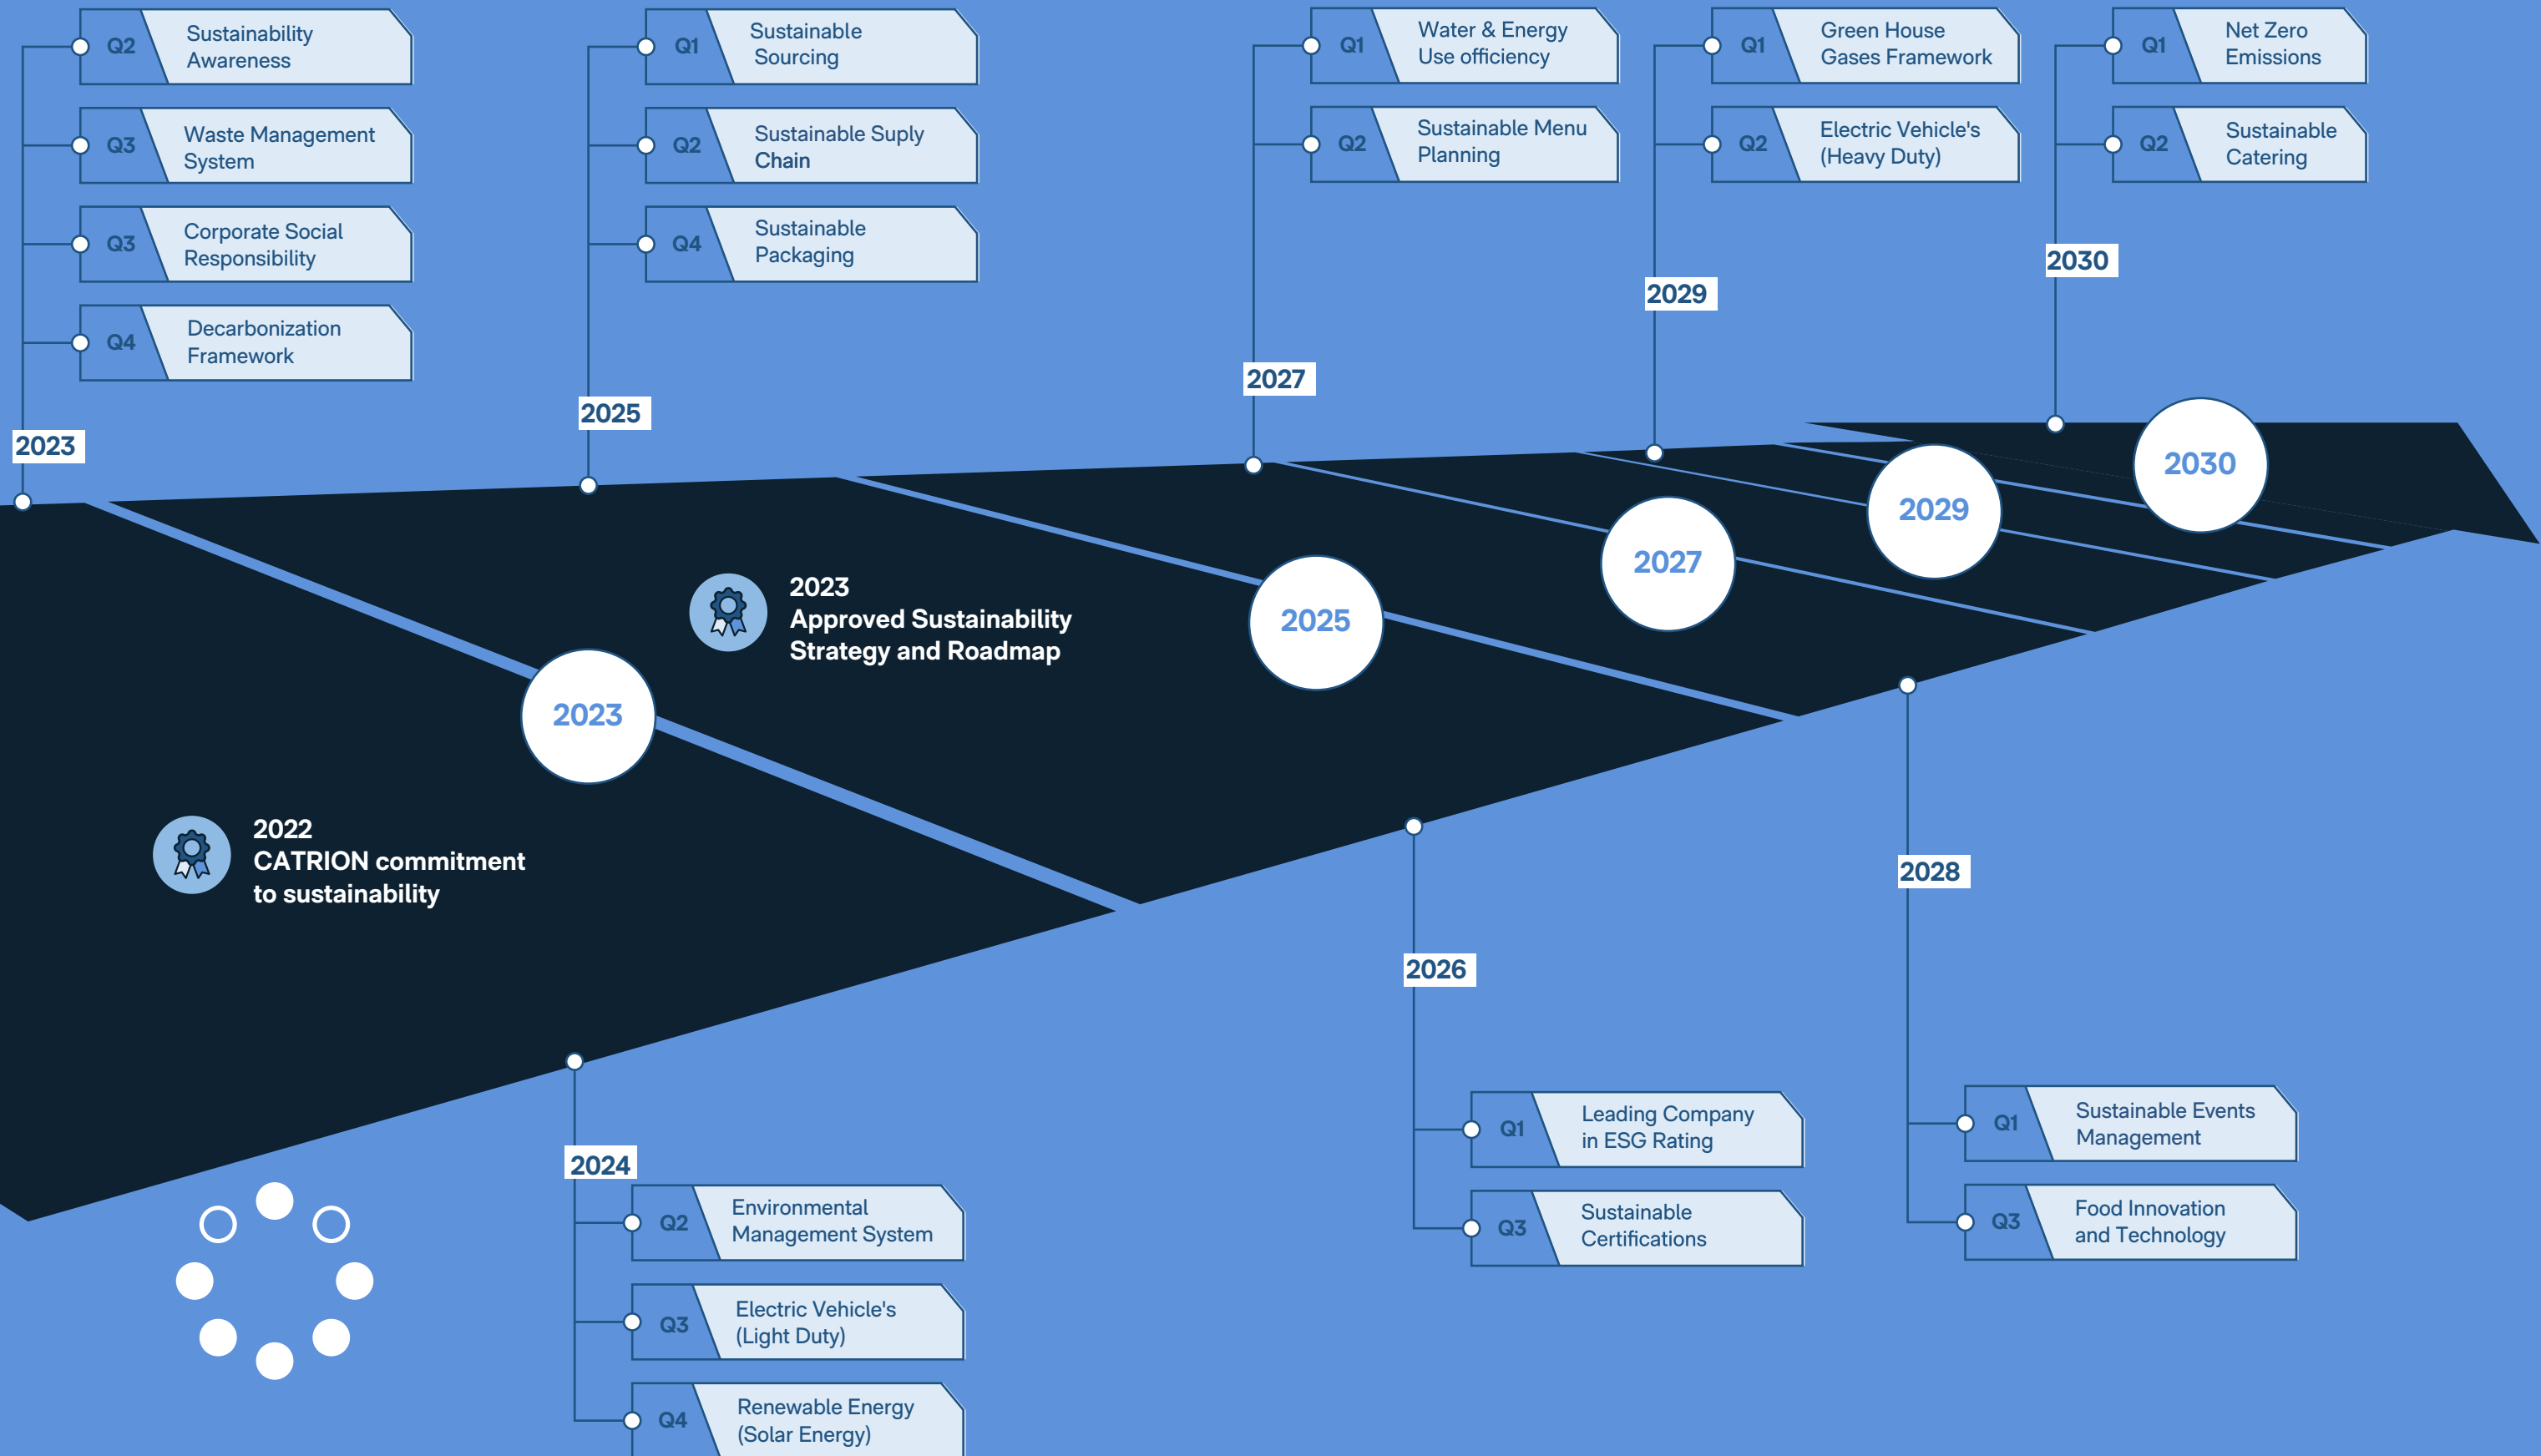 Q2
Sustainability
Awareness
Q3
Waste Management
System
Q3
Corporate Social
Responsibility
Q4
Decarbonization
Framework
2023
Q1
Sustainable
Sourcing
Q2
Sustainable Suply
Chain
Q4
Sustainable
Packaging
2025
Q1
Water & Energy
Use officiency
Q2
Sustainable Menu
Planning
2027
Q1
Green House
Gases Framework
Q2
Electric Vehicle's
(Heavy Duty)
2029
Q1
Net Zero
Emissions
Q2
Sustainable
Catering
2030
2030
2029
2027
2025
2023
2023
Approved Sustainability
Strategy and Roadmap
2022
CATRION commitment
to sustainability
2024
Q2
Environmental
Management System
Q3
Electric Vehicle's
(Light Duty)
Q4
Renewable Energy
(Solar Energy)
2026
Q1
Leading Company
in ESG Rating
Q3
Sustainable
Certifications
2028
Q1
Sustainable Events
Management
Q3
Food Innovation
and Technology